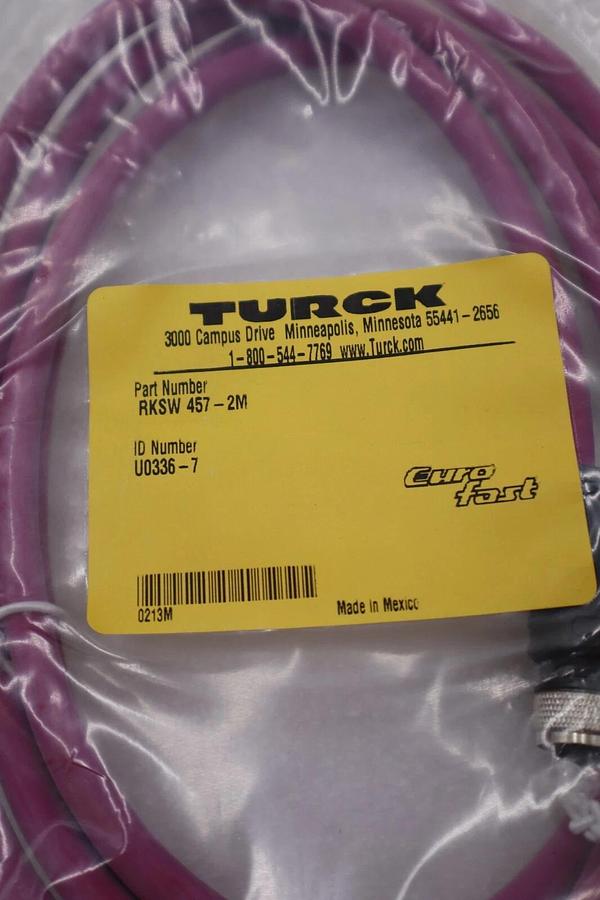 TURCK
3000 Campus Drive Minneapolis, Minnesota 55441-2656
1-800-544-7769 www.Turck.com
Part Number
RKSW 457-2M
ID Number
U0336-7
Euro
fast
0213M
Made in Mexico